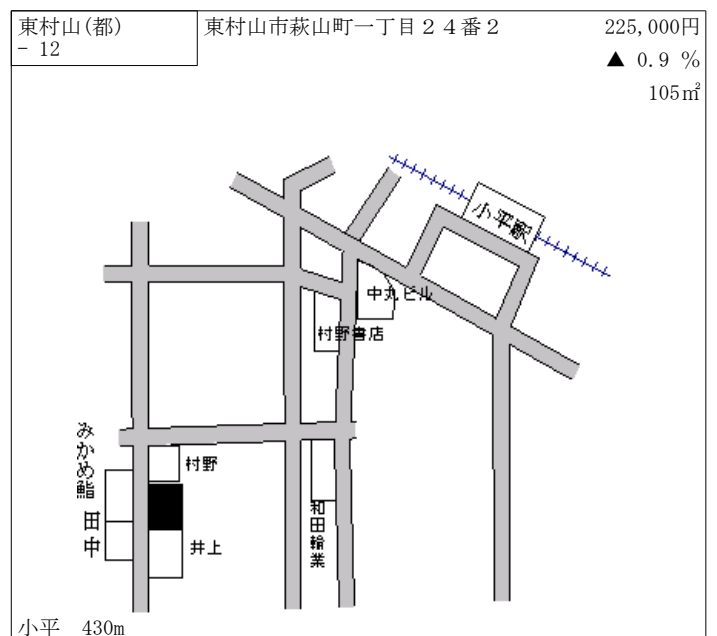 東村山(都)
- 12
東村山市萩山町一丁目２４番２
225,000円
▲ 0.9 %
105㎡
小平駅
中丸ビル
村野書店
みかめ鮨
村野
田中
井上
和田輪業
小平　430m